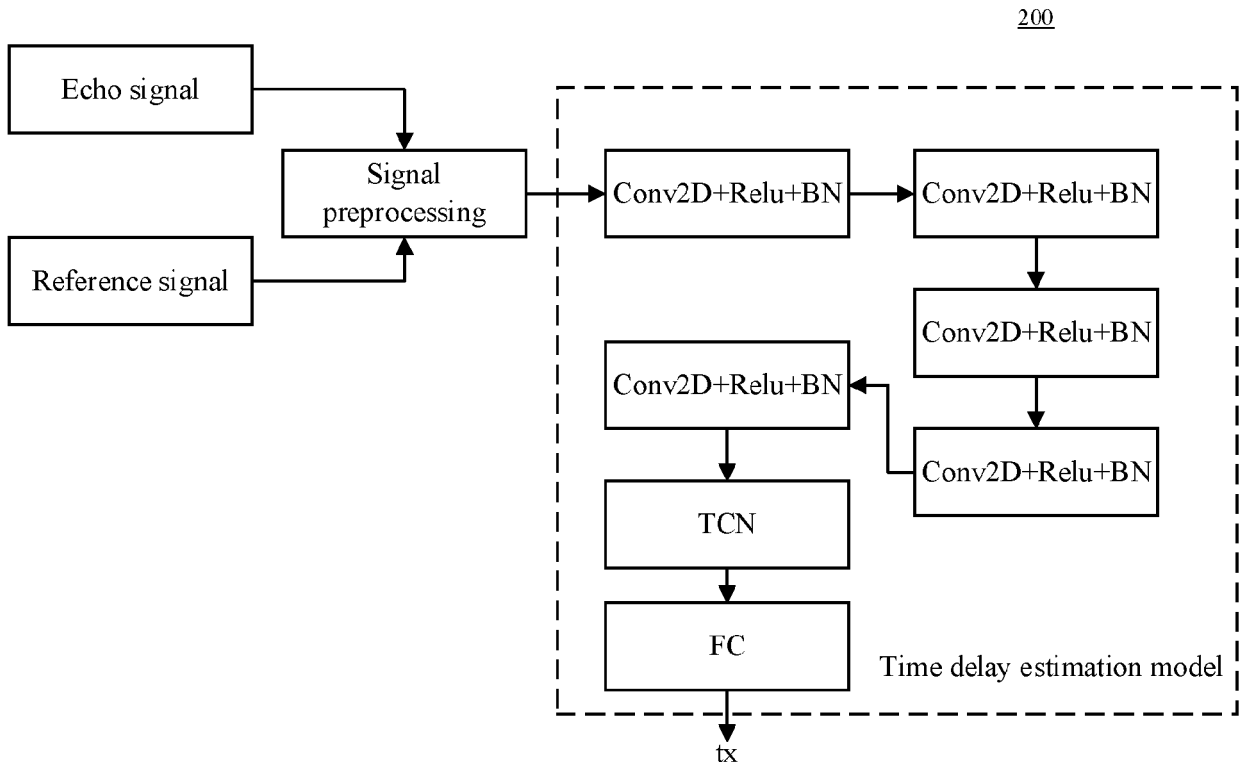 200
Echo signal
Signal
preprocessing
Reference signal
Conv2D+Relu+BN
Conv2D+Relu+BN
Conv2D+Relu+BN
Conv2D+Relu+BN
Conv2D+Relu+BN
TCN
FC
Time delay estimation model
tx